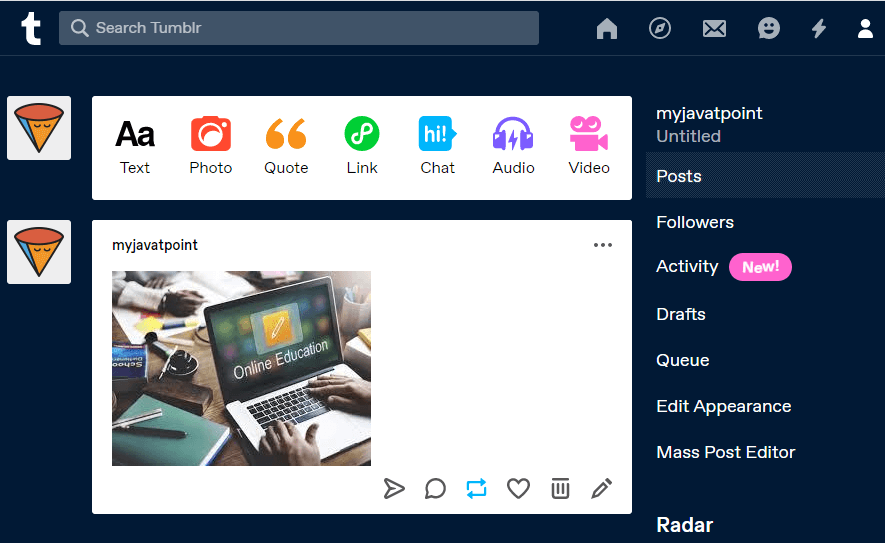 t
Search Tumblr
Aa
hi!
Text
Photo
Quote
Link
Chat
Audio
Video
myjavatpoint
Online Education
myjavatpoint
Untitled
Posts
Followers
Activity
New!
Drafts
Queue
Edit Appearance
Mass Post Editor
Radar